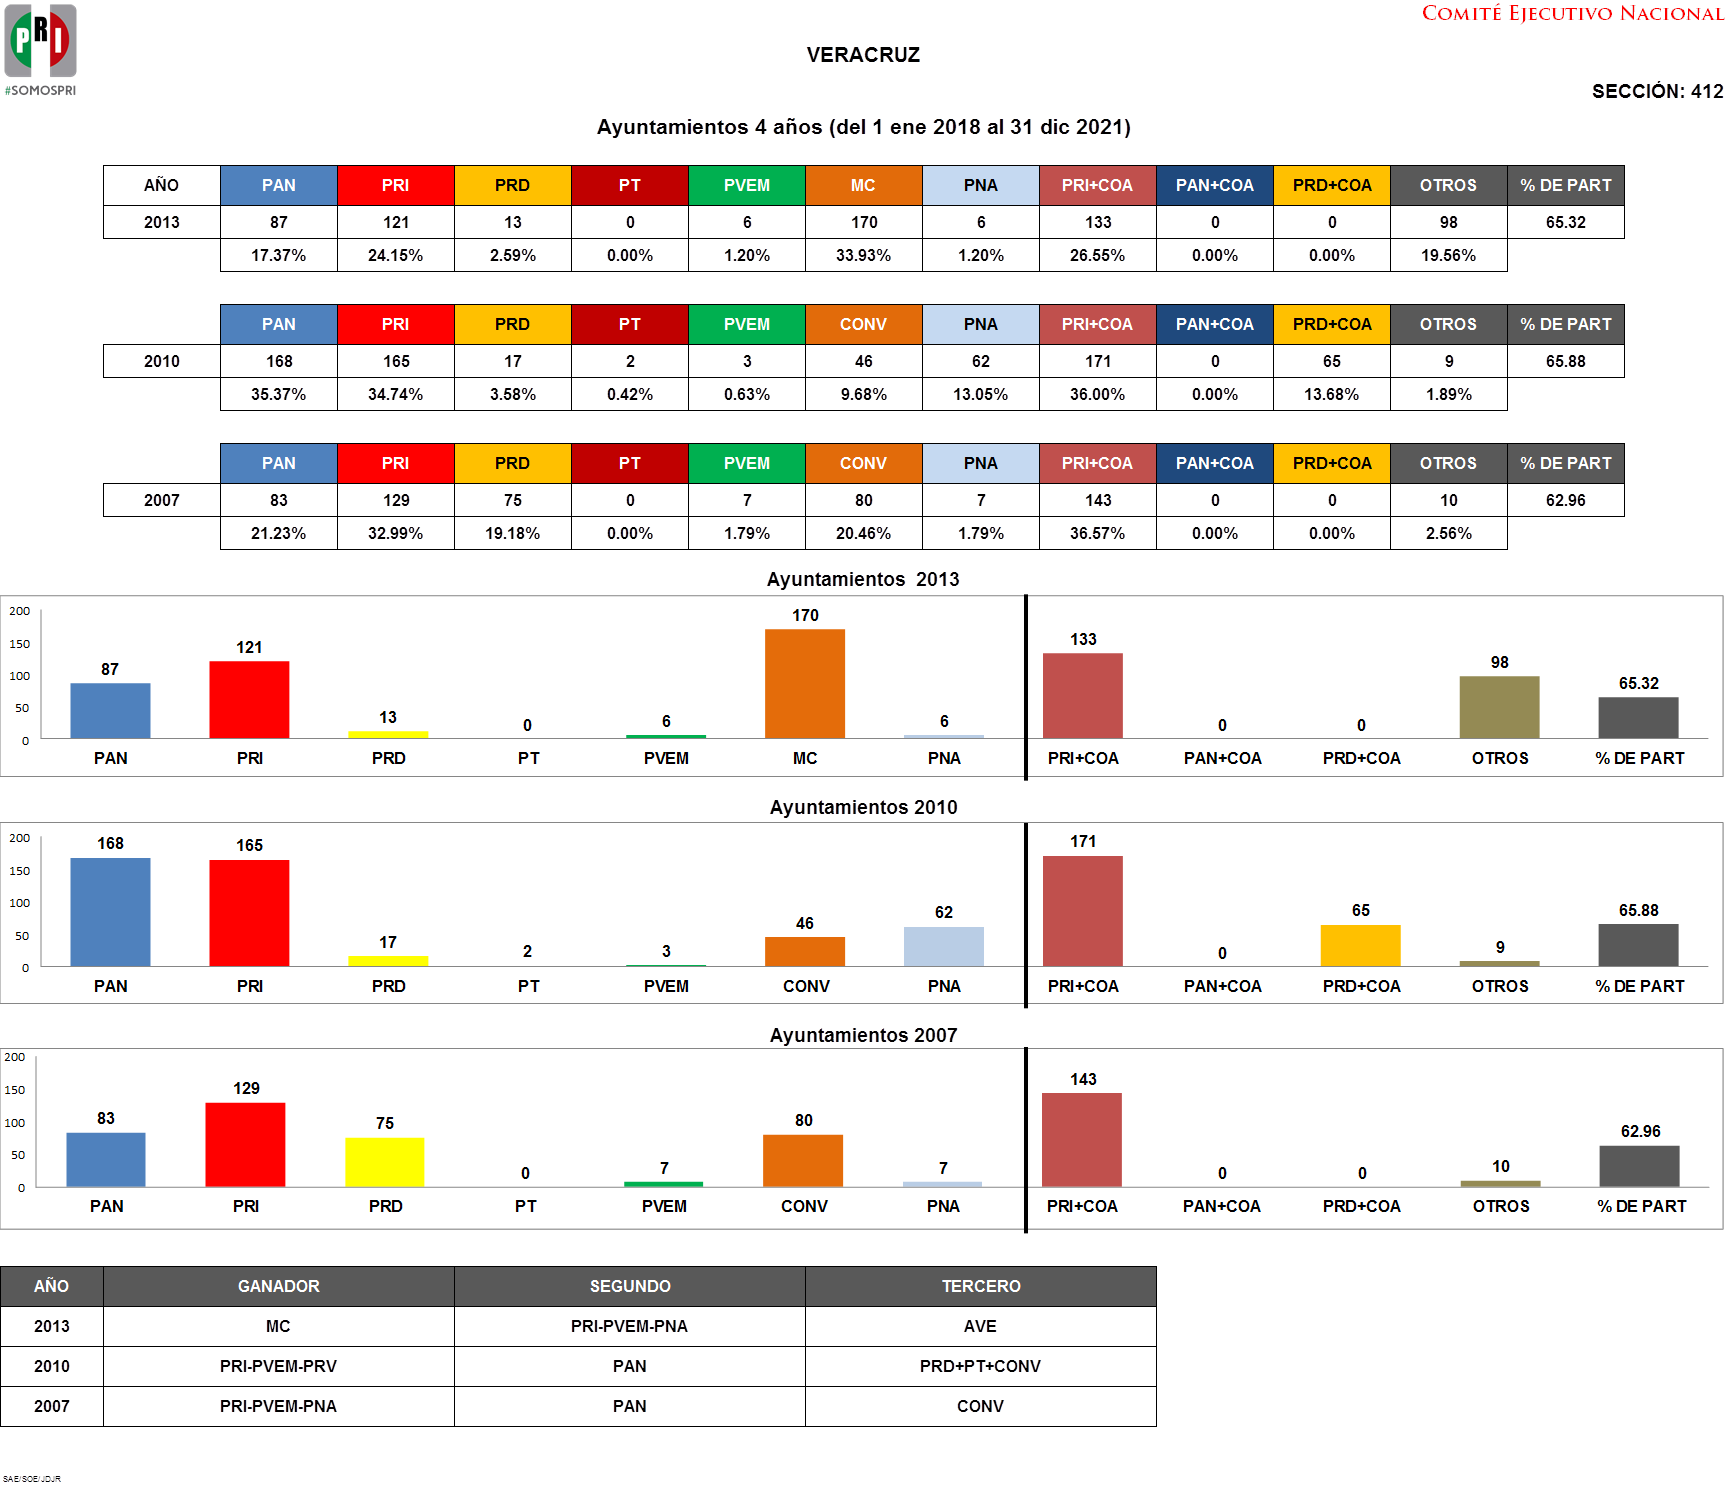 PRI
#SOMOSPRI
Comité Ejecutivo Nacional
VERACRUZ
SECCIÓN: 412
Ayuntamientos 4 años (del 1 ene 2018 al 31 dic 2021)
AÑO PAN PRI PRD PT PVEM MC PNA PRI+COA PAN+COA PRD+COA OTROS % DE PART
2013 87 121 13 0 6 170 6 133 0 0 98 65.32
17.37% 24.15% 2.59% 0.00% 1.20% 33.93% 1.20% 26.55% 0.00% 0.00% 19.56%
PAN PRI PRD PT PVEM CONV PNA PRI+COA PAN+COA PRD+COA OTROS % DE PART
2010 168 165 17 2 3 46 62 171 0 65 9 65.88
35.37% 34.74% 3.58% 0.42% 0.63% 9.68% 13.05% 36.00% 0.00% 13.68% 1.89%
PAN PRI PRD PT PVEM CONV PNA PRI+COA PAN+COA PRD+COA OTROS % DE PART
2007 83 129 75 0 7 80 7 143 0 0 10 62.96
21.23% 32.99% 19.18% 0.00% 1.79% 20.46% 1.79% 36.57% 0.00% 0.00% 2.56%
Ayuntamientos 2013
200
150
100
50
0
87 121 13 0 6 170 6 133 0 0 98 65.32
PAN PRI PRD PT PVEM MC PNA PRI+COA PAN+COA PRD+COA OTROS % DE PART
Ayuntamientos 2010
200
150
100
50
0
168 165 17 2 3 46 62 171 0 65 9 65.88
PAN PRI PRD PT PVEM CONV PNA PRI+COA PAN+COA PRD+COA OTROS % DE PART
Ayuntamientos 2007
200
150
100
50
0
83 129 75 0 7 80 7 143 0 0 10 62.96
PAN PRI PRD PT PVEM CONV PNA PRI+COA PAN+COA PRD+COA OTROS % DE PART
AÑO GANADOR SEGUNDO TERCERO
2013 MC PRI-PVEM-PNA AVE
2010 PRI-PVEM-PRV PAN PRD+PT+CONV
2007 PRI-PVEM-PNA PAN CONV
SAE/SOE/JDJR